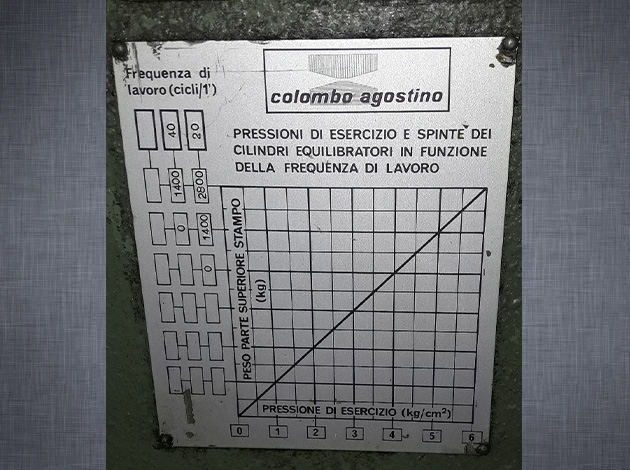 Frequenza di
lavoro (cicli/1')
colombo agostino
40
20
PRESSIONI DI ESERCIZIO E SPINTE DEI
CILINDRI EQUILIBRATORI IN FUNZIONE
DELLA FREQUENZA DI LAVORO
1400
2800
0
1400
0
PESO PARTE SUPERIORE STAMPO
(kg)
PRESSIONE DI ESERCIZIO (kg/cm²)
0 1 2 3 4 5 6